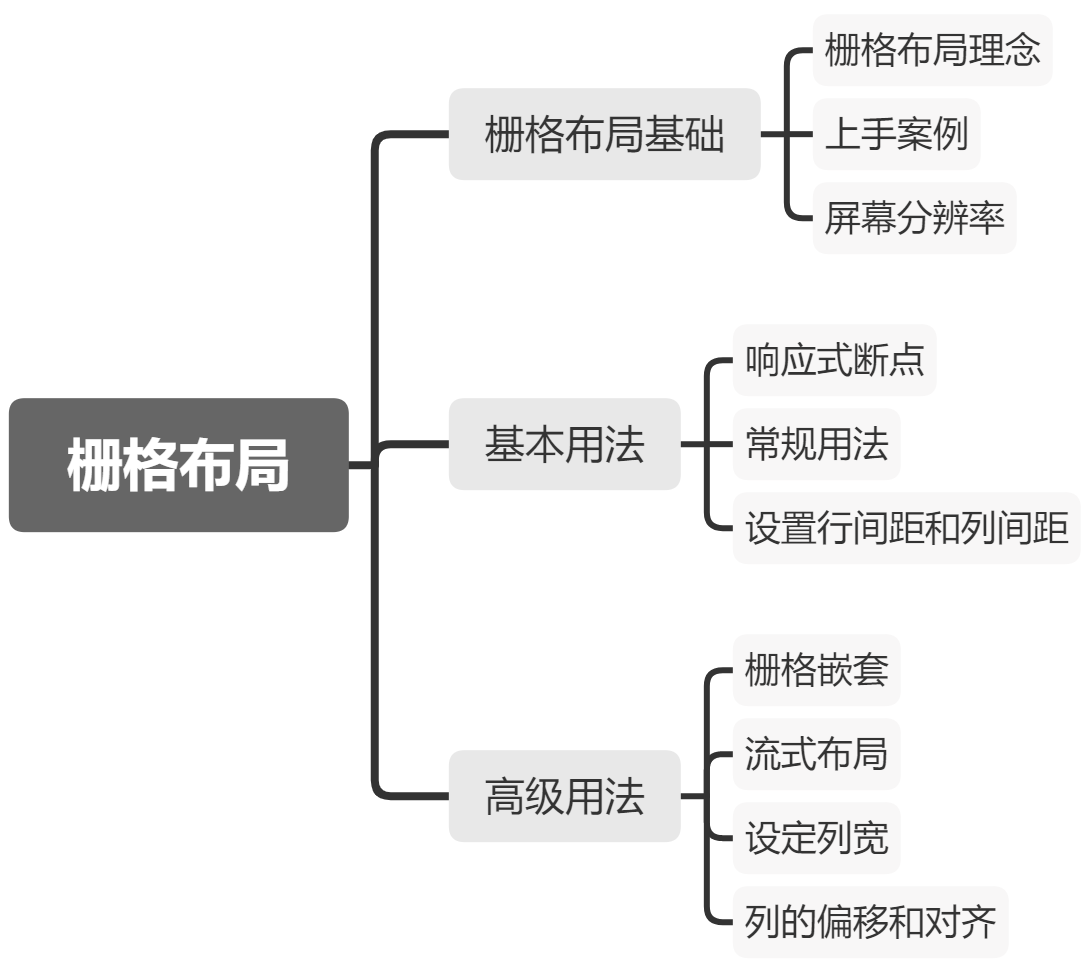 栅格布局
栅格布局基础
栅格布局理念
上手案例
屏幕分辨率
基本用法
响应式断点
常规用法
设置行间距和列间距
高级用法
栅格嵌套
流式布局
设定列宽
列的偏移和对齐